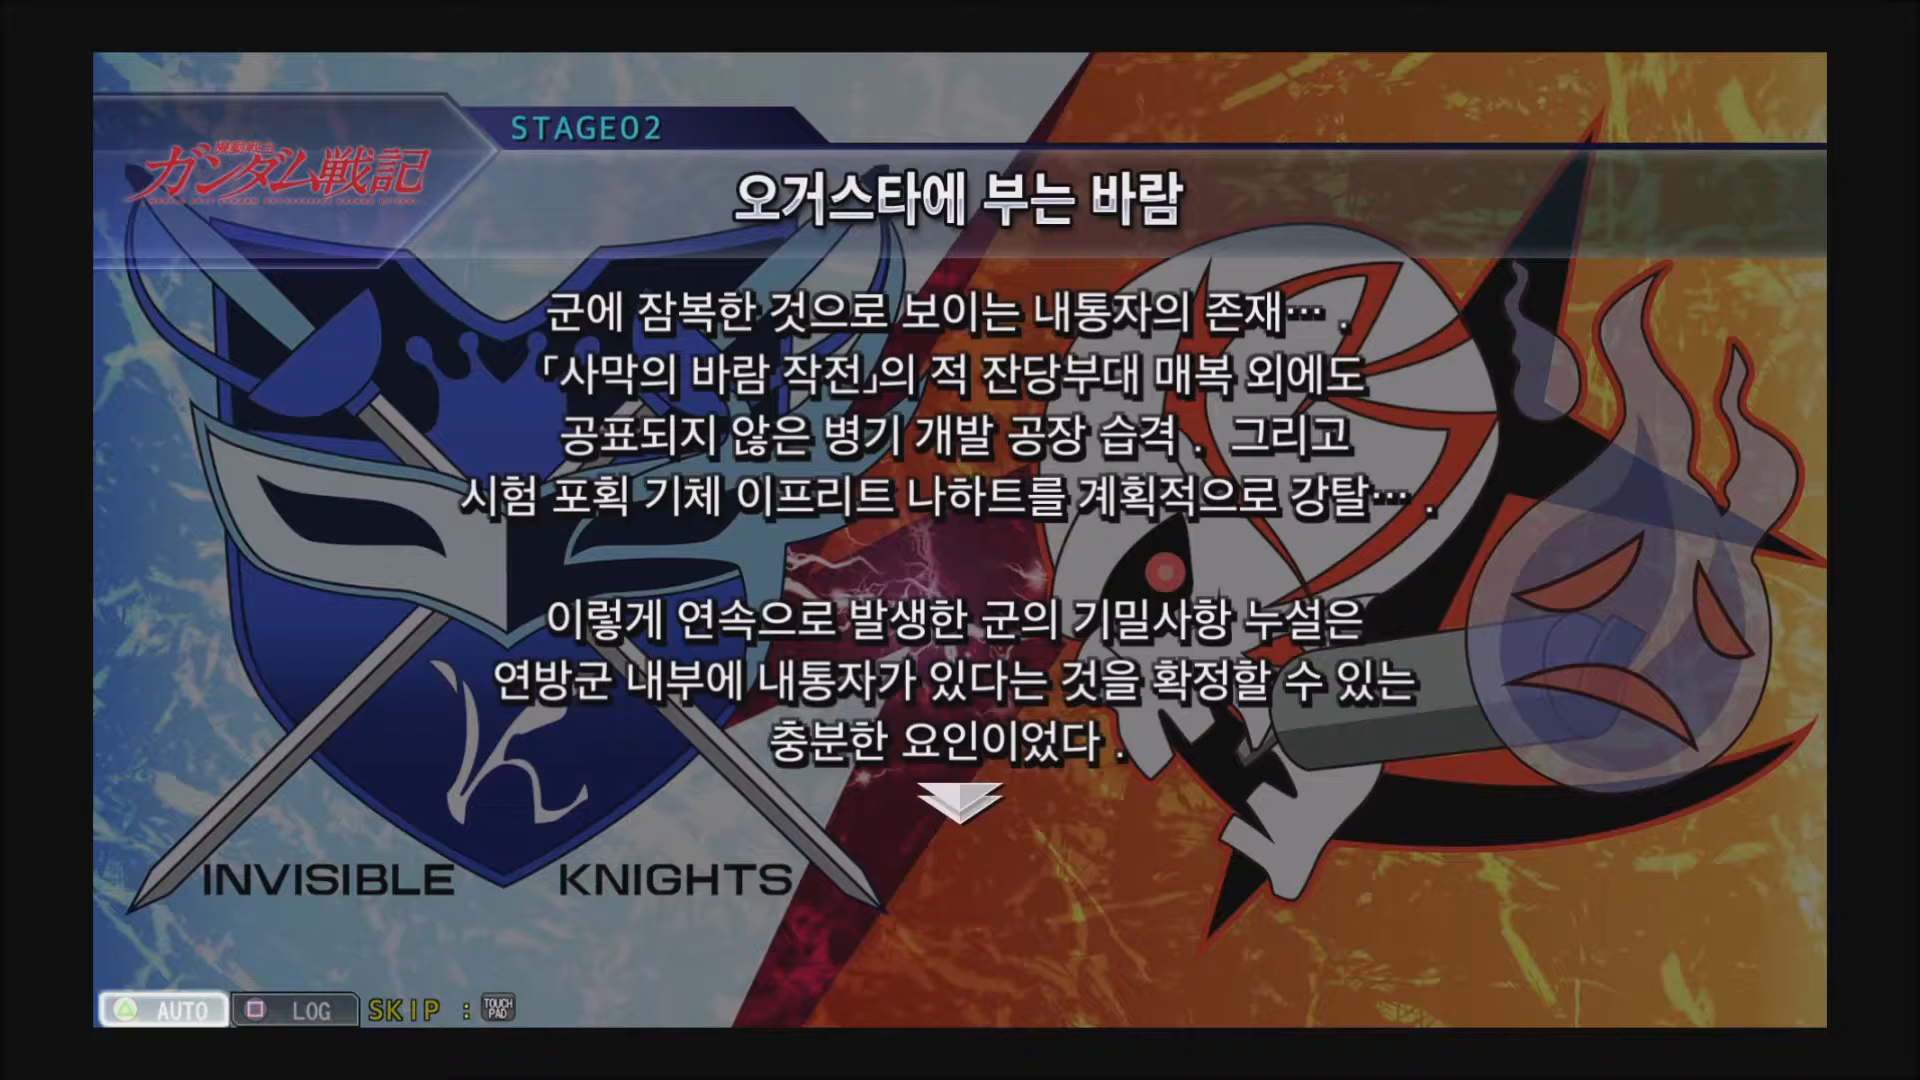 STAGE02
ガンダム戦記
오거스타에 부는 바람
군에 잠복한 것으로 보이는 내통자의 존재… .
「사막의 바람 작전」의 적 잔당부대 매복 외에도
공표되지 않은 병기 개발 공장 습격 . 그리고
시험 포획 기체 이프리트 나하트를 계획적으로 강탈… .
이렇게 연속으로 발생한 군의 기밀사항 누설은
연방군 내부에 내통자가 있다는 것을 확정할 수 있는
충분한 요인이었다 .
INVISIBLE KNIGHTS
AUTO LOG SKIP : TOUCH PAD